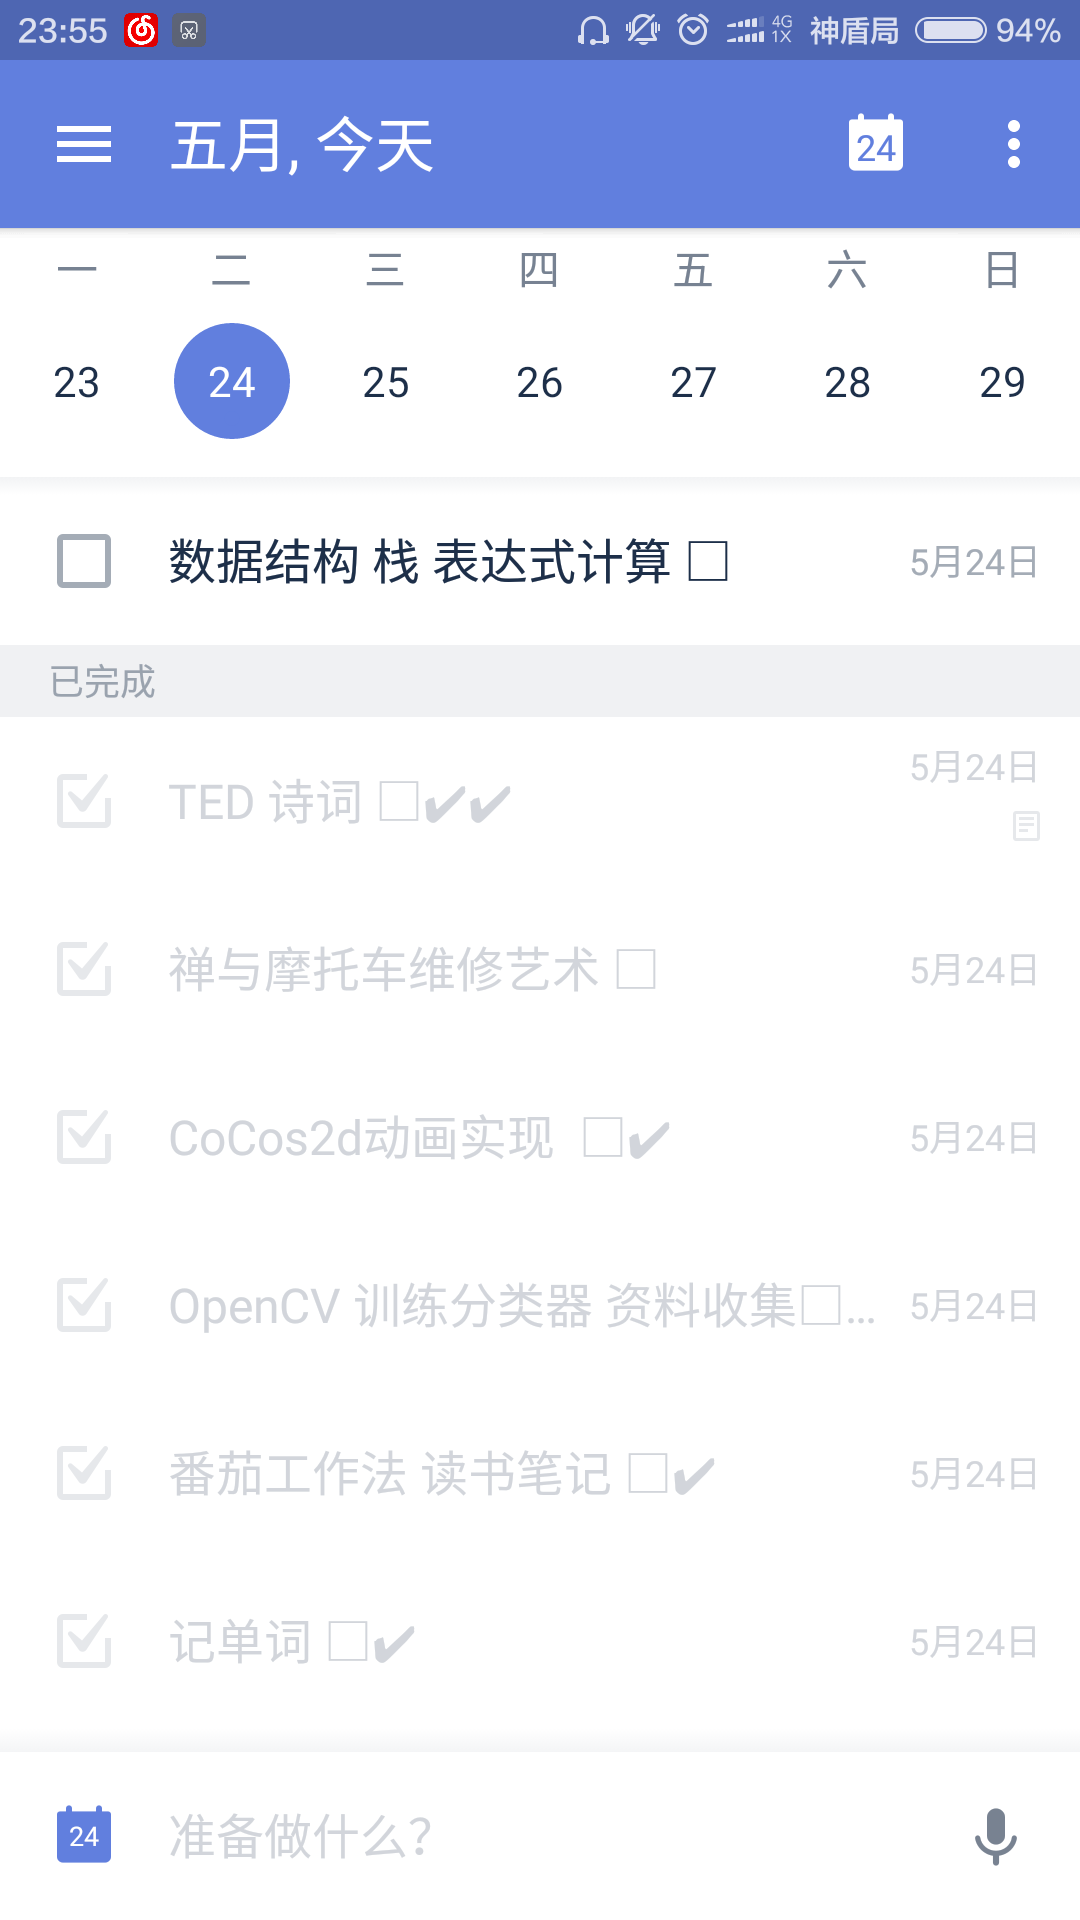 23:55 4G 1X 神盾局 94%
五月, 今天 24
一 二 三 四 五 六 日
23 24 25 26 27 28 29
数据结构 栈 表达式计算 □ 5月24日
已完成
TED 诗词 □✔✔ 5月24日
禅与摩托车维修艺术 □ 5月24日
CoCos2d动画实现 □✔ 5月24日
OpenCV 训练分类器 资料收集□... 5月24日
番茄工作法 读书笔记 □✔ 5月24日
记单词 □✔ 5月24日
24 准备做什么?